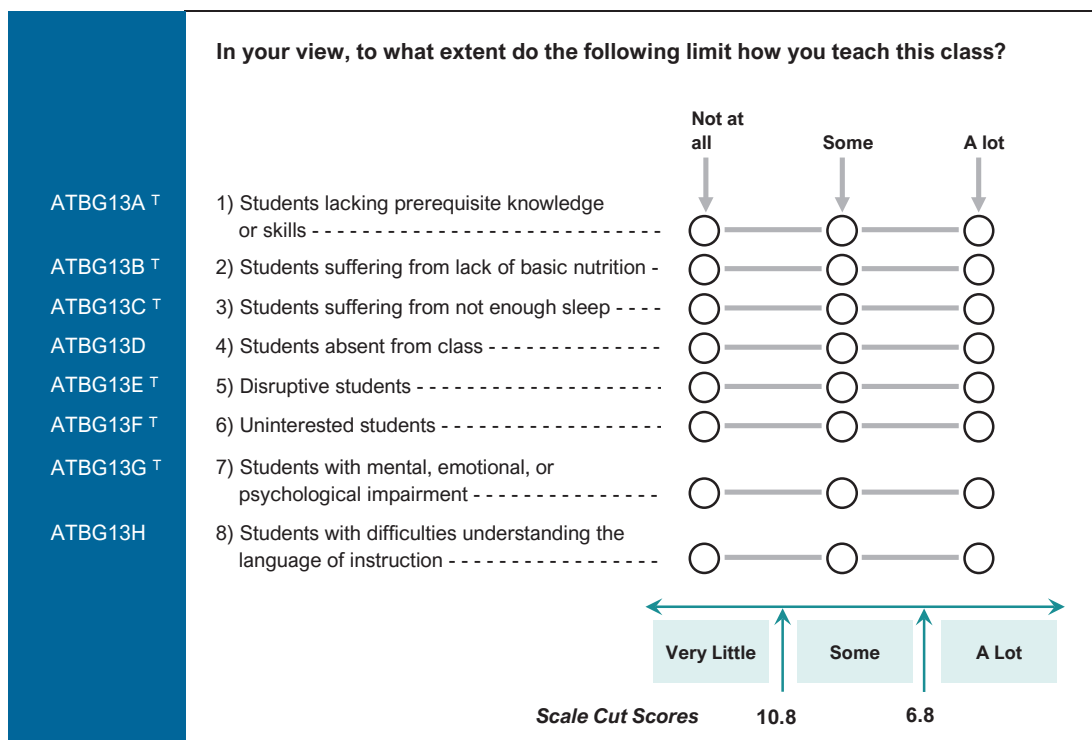 In your view, to what extent do the following limit how you teach this class?
Not at
all Some A lot
ATBG13A ᵀ 1) Students lacking prerequisite knowledge
or skills - - - - - - - - - - - - - - - - - - - - - - - - - - - - -
ATBG13B ᵀ 2) Students suffering from lack of basic nutrition -
ATBG13C ᵀ 3) Students suffering from not enough sleep - - - -
ATBG13D 4) Students absent from class - - - - - - - - - - - - - -
ATBG13E ᵀ 5) Disruptive students - - - - - - - - - - - - - - - - - - - -
ATBG13F ᵀ 6) Uninterested students - - - - - - - - - - - - - - - - - -
ATBG13G ᵀ 7) Students with mental, emotional, or
psychological impairment - - - - - - - - - - - - - - -
ATBG13H 8) Students with difficulties understanding the
language of instruction - - - - - - - - - - - - - - - - -
Very Little Some A Lot
Scale Cut Scores 10.8 6.8